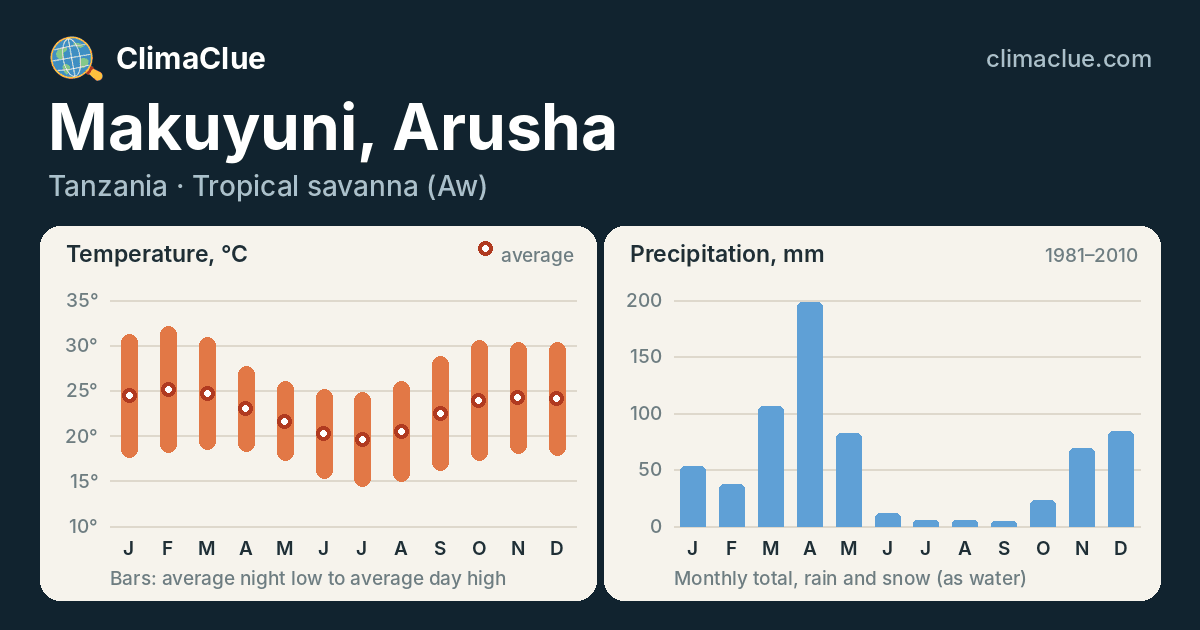 ClimaClue
climaclue.com
Makuyuni, Arusha
Tanzania · Tropical savanna (Aw)
Temperature, °C
average
35°
30°
25°
20°
15°
10°
J F M A M J J A S O N D
Bars: average night low to average day high
Precipitation, mm
1981–2010
200
150
100
50
0
J F M A M J J A S O N D
Monthly total, rain and snow (as water)